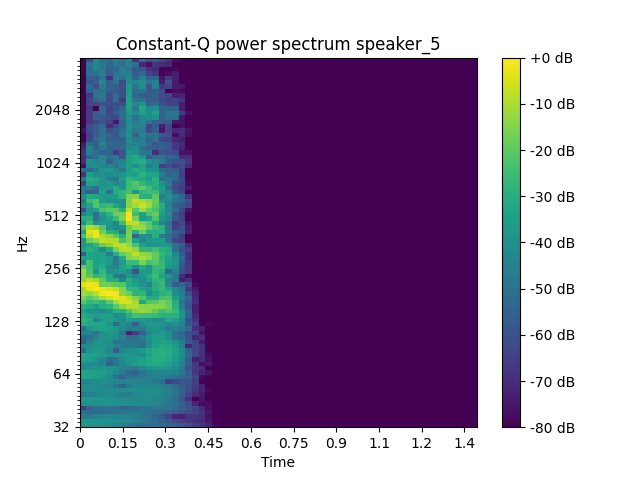 Constant-Q power spectrum speaker_5
Hz
2048
1024
512
256
128
64
32
0 0.15 0.3 0.45 0.6 0.75 0.9 1.1 1.2 1.4
Time
+0 dB
-10 dB
-20 dB
-30 dB
-40 dB
-50 dB
-60 dB
-70 dB
-80 dB